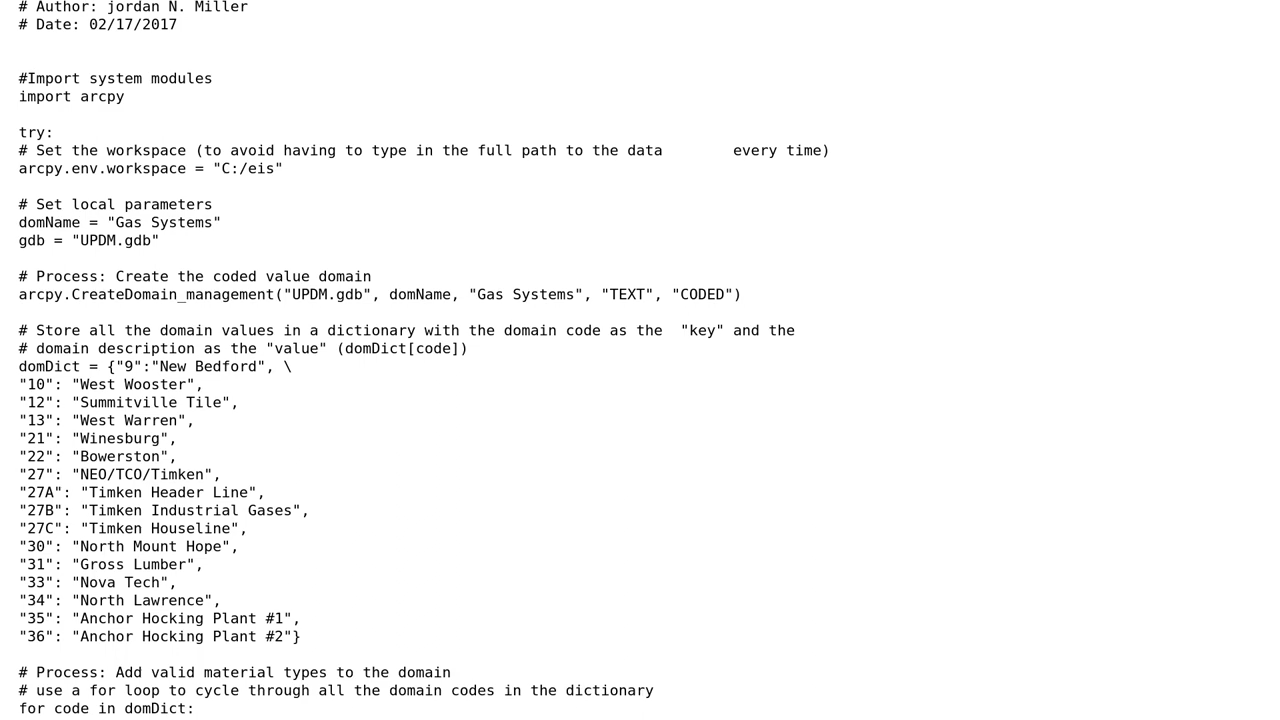 # Author: jordan N. Miller
# Date: 02/17/2017
#Import system modules
import arcpy
try:
# Set the workspace (to avoid having to type in the full path to the data        every time)
arcpy.env.workspace = "C:/eis"
# Set local parameters
domName = "Gas Systems"
gdb = "UPDM.gdb"
# Process: Create the coded value domain
arcpy.CreateDomain_management("UPDM.gdb", domName, "Gas Systems", "TEXT", "CODED")
# Store all the domain values in a dictionary with the domain code as the  "key" and the
# domain description as the "value" (domDict[code])
domDict = {"9":"New Bedford", \
"10": "West Wooster",
"12": "Summitville Tile",
"13": "West Warren",
"21": "Winesburg",
"22": "Bowerston",
"27": "NEO/TCO/Timken",
"27A": "Timken Header Line",
"27B": "Timken Industrial Gases",
"27C": "Timken Houseline",
"30": "North Mount Hope",
"31": "Gross Lumber",
"33": "Nova Tech",
"34": "North Lawrence",
"35": "Anchor Hocking Plant #1",
"36": "Anchor Hocking Plant #2"}
# Process: Add valid material types to the domain
# use a for loop to cycle through all the domain codes in the dictionary
for code in domDict: